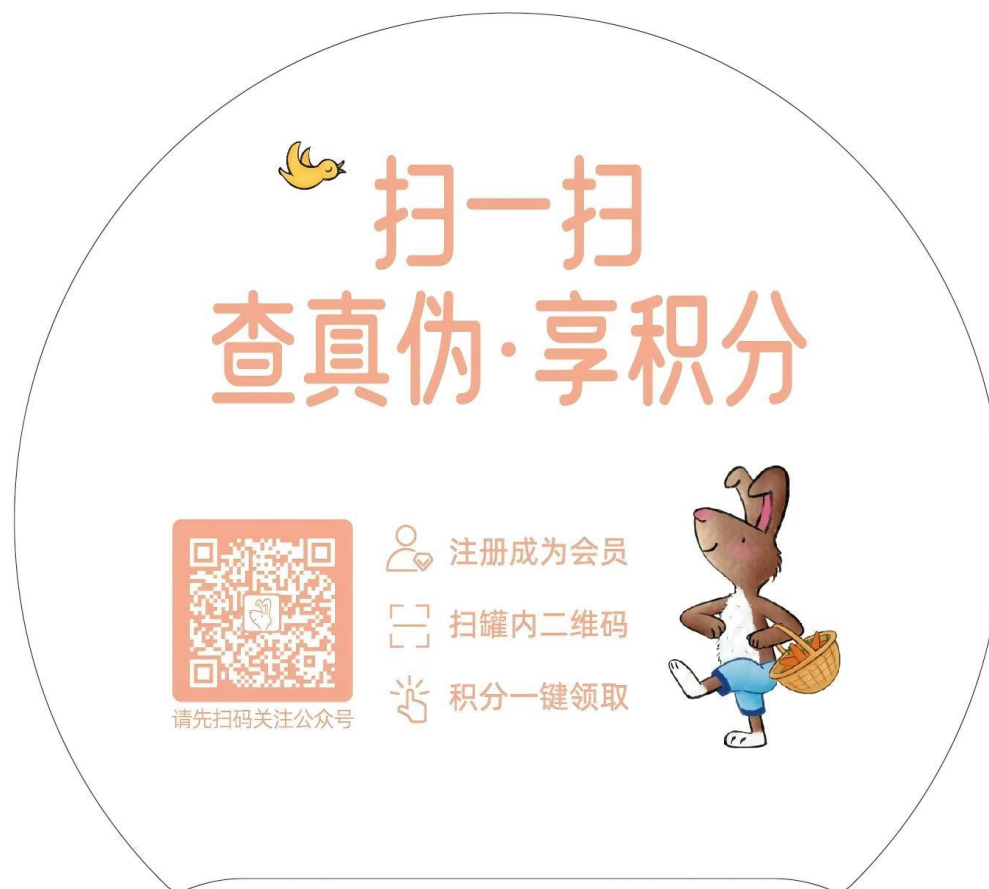 扫一扫
查真伪·享积分
注册成为会员
扫罐内二维码
积分一键领取
请先扫码关注公众号